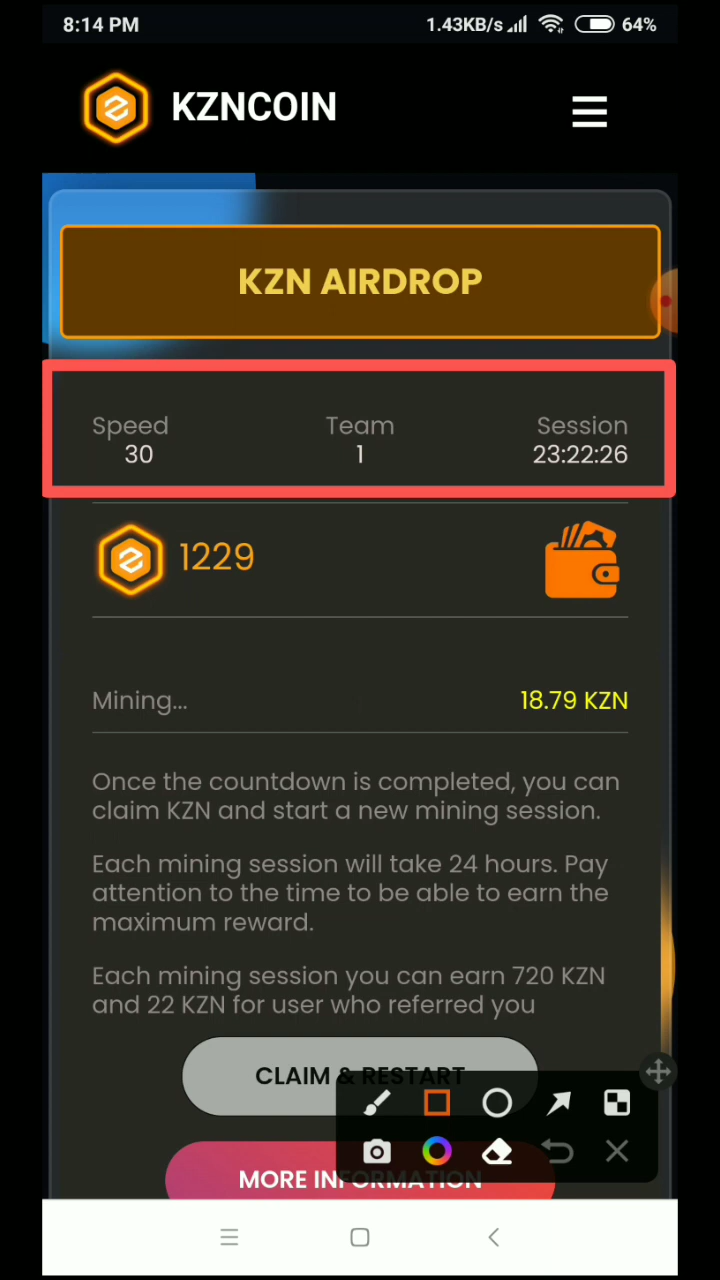 8:14 PM 1.43KB/s 64%
KZNCOIN
KZN AIRDROP
Speed Team Session
30 1 23:22:26
1229
Mining... 18.79 KZN
Once the countdown is completed, you can
claim KZN and start a new mining session.
Each mining session will take 24 hours. Pay
attention to the time to be able to earn the
maximum reward.
Each mining session you can earn 720 KZN
and 22 KZN for user who referred you
CLAIM & RESTART
MORE INFORMATION